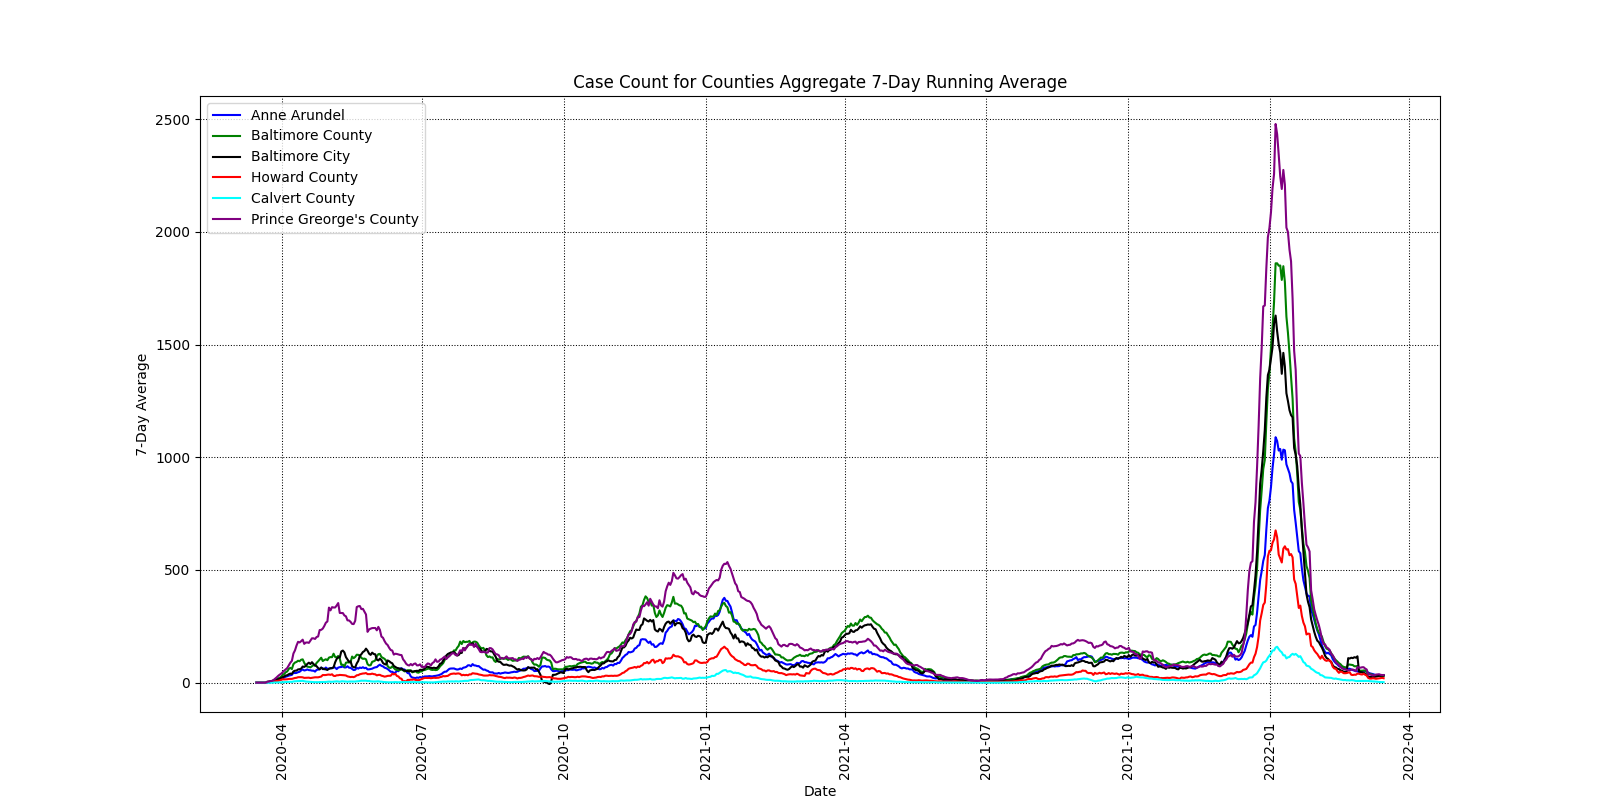 Case Count for Counties Aggregate 7-Day Running Average
Anne Arundel
Baltimore County
Baltimore City
Howard County
Calvert County
Prince Greorge's County
7-Day Average
2500
2000
1500
1000
500
0
2020-04
2020-07
2020-10
2021-01
2021-04
2021-07
2021-10
2022-01
2022-04
Date